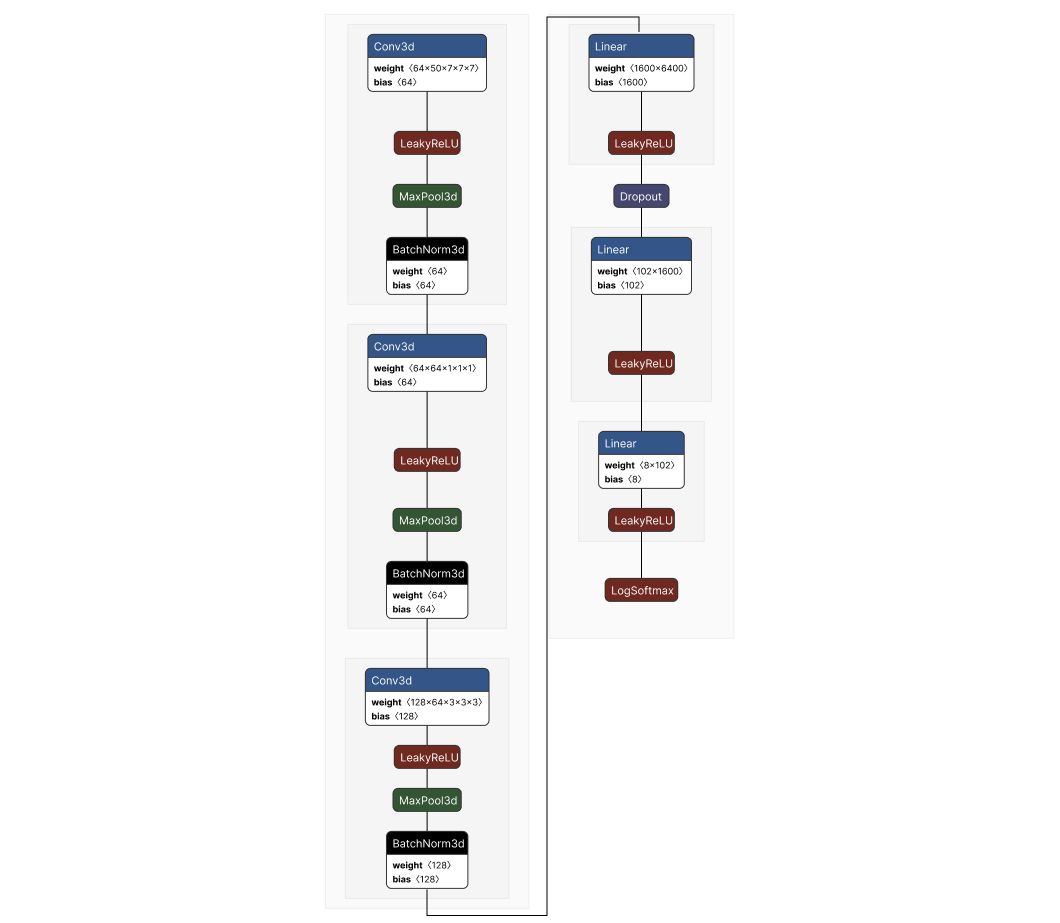 Conv3d
weight 〈64×50×7×7×7〉
bias 〈64〉
LeakyReLU
MaxPool3d
BatchNorm3d
weight 〈64〉
bias 〈64〉
Conv3d
weight 〈64×64×1×1×1〉
bias 〈64〉
LeakyReLU
MaxPool3d
BatchNorm3d
weight 〈64〉
bias 〈64〉
Conv3d
weight 〈128×64×3×3×3〉
bias 〈128〉
LeakyReLU
MaxPool3d
BatchNorm3d
weight 〈128〉
bias 〈128〉
Linear
weight 〈1600×6400〉
bias 〈1600〉
LeakyReLU
Dropout
Linear
weight 〈102×1600〉
bias 〈102〉
LeakyReLU
Linear
weight 〈8×102〉
bias 〈8〉
LeakyReLU
LogSoftmax